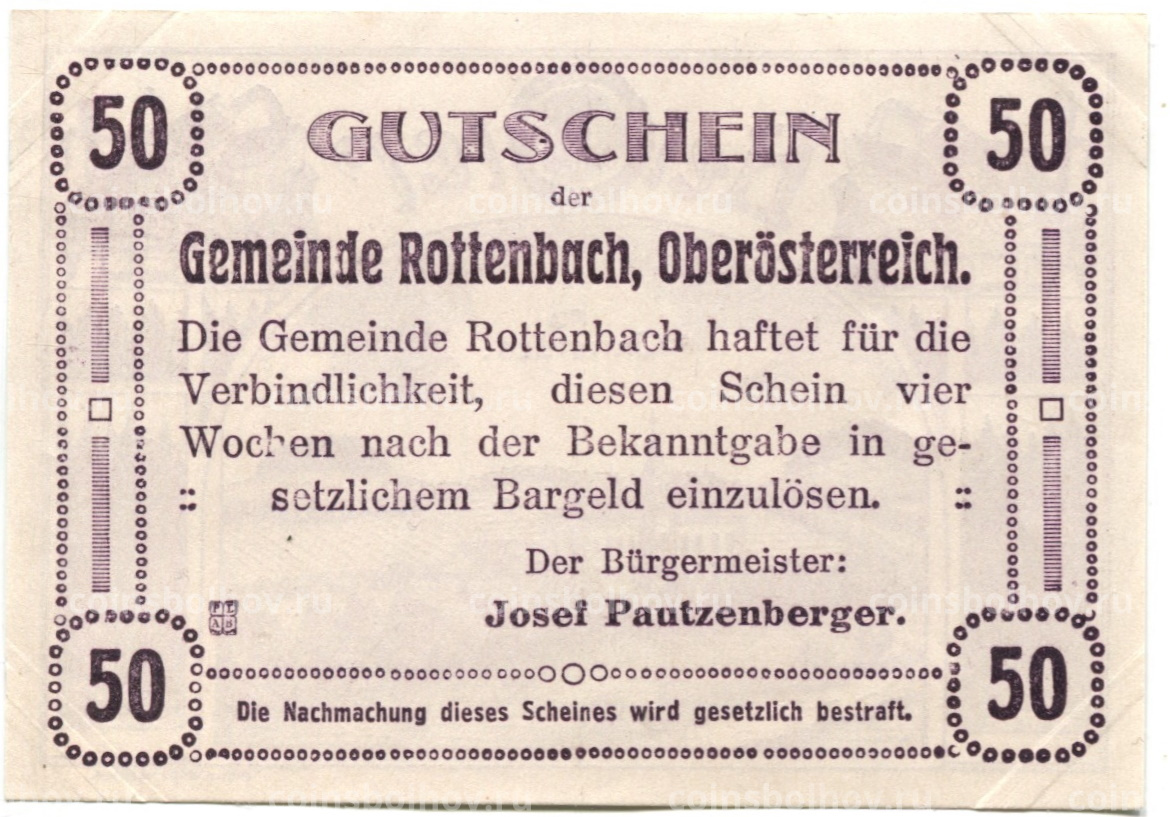 50 GUTSCHEIN 50
der
Gemeinde Rottenbach, Oberösterreich.
Die Gemeinde Rottenbach haftet für die
Verbindlichkeit, diesen Schein vier
Wochen nach der Bekanntgabe in ge-
:: setzlichem Bargeld einzulösen. ::
Der Bürgermeister:
Josef Pautzenberger.
50 50
Die Nachmachung dieses Scheines wird gesetzlich bestraft.
coinsbolhov.ru